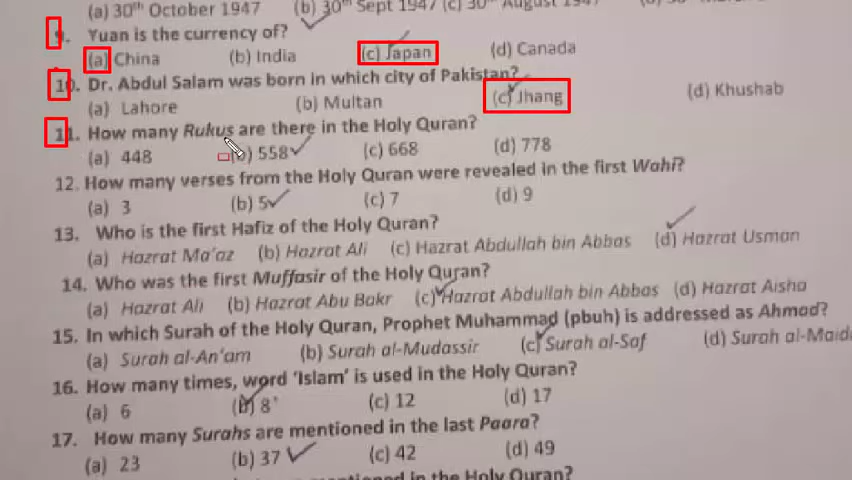 (a) 30th October 1947 (b) 30th Sept 1947 (c) 30th August 1947
9. Yuan is the currency of?
(a) China (b) India (c) Japan (d) Canada
10. Dr. Abdul Salam was born in which city of Pakistan?
(a) Lahore (b) Multan (c) Jhang (d) Khushab
11. How many Rukus are there in the Holy Quran?
(a) 448 (b) 558 (c) 668 (d) 778
12. How many verses from the Holy Quran were revealed in the first Wahi?
(a) 3 (b) 5 (c) 7 (d) 9
13. Who is the first Hafiz of the Holy Quran?
(a) Hazrat Ma'az (b) Hazrat Ali (c) Hazrat Abdullah bin Abbas (d) Hazrat Usman
14. Who was the first Muffasir of the Holy Quran?
(a) Hazrat Ali (b) Hazrat Abu Bakr (c) Hazrat Abdullah bin Abbas (d) Hazrat Aisha
15. In which Surah of the Holy Quran, Prophet Muhammad (pbuh) is addressed as Ahmad?
(a) Surah al-An'am (b) Surah al-Mudassir (c) Surah al-Saf (d) Surah al-Maid
16. How many times, word 'Islam' is used in the Holy Quran?
(a) 6 (b) 8 (c) 12 (d) 17
17. How many Surahs are mentioned in the last Paara?
(a) 23 (b) 37 (c) 42 (d) 49
mentioned in the Holy Quran?